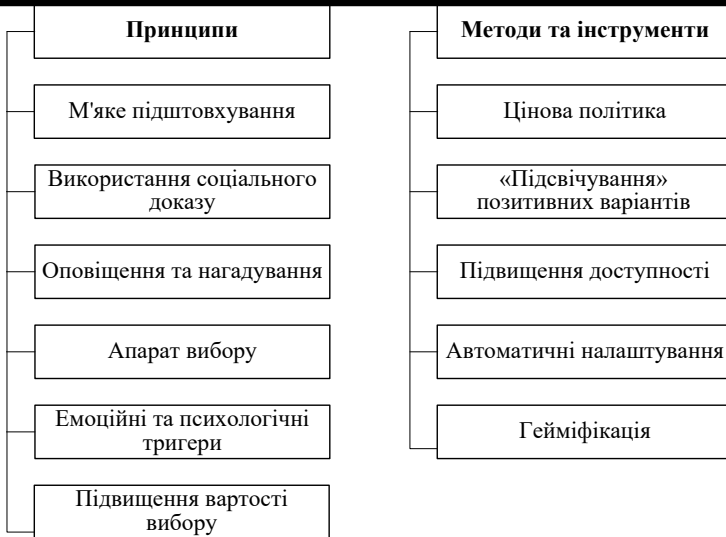 Принципи
М'яке підштовхування
Використання соціального
доказу
Оповіщення та нагадування
Апарат вибору
Емоційні та психологічні
тригери
Підвищення вартості
вибору
Методи та інструменти
Цінова політика
«Підсвічування»
позитивних варіантів
Підвищення доступності
Автоматичні налаштування
Гейміфікація